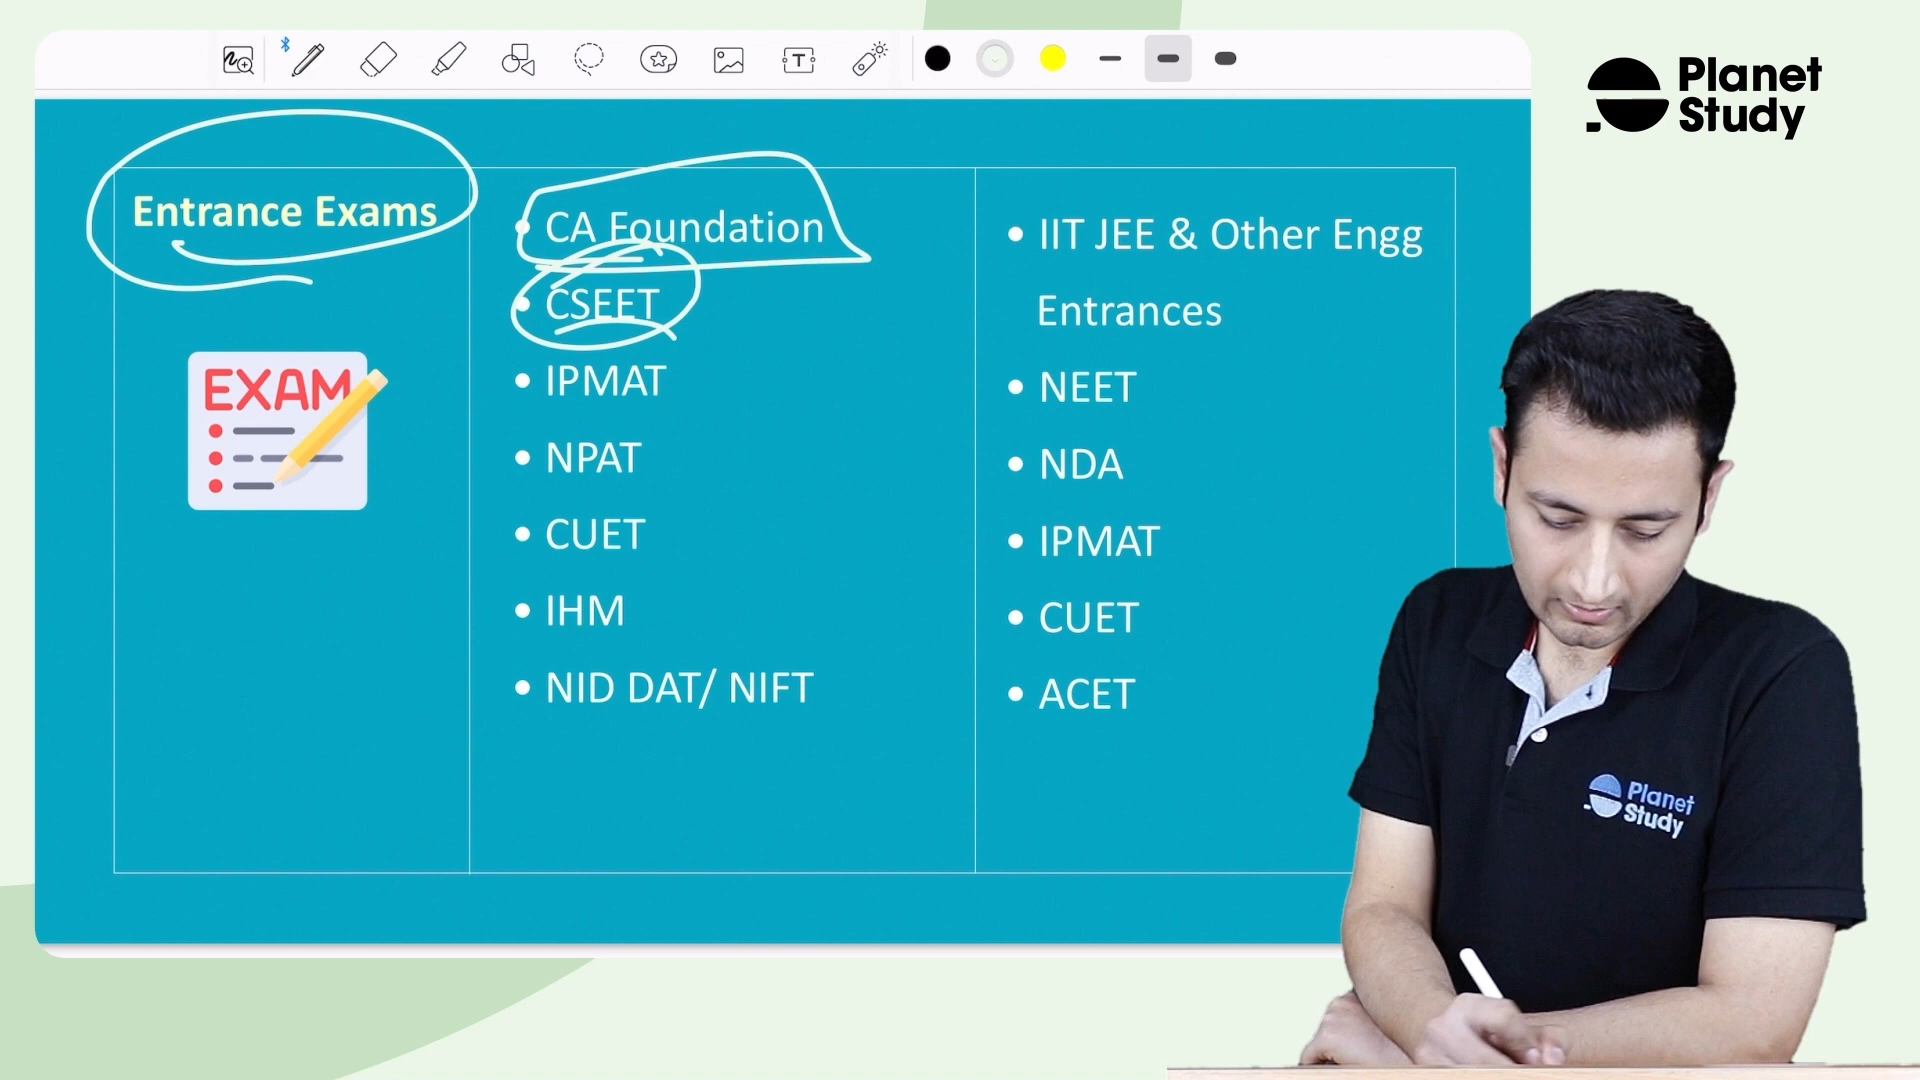 Planet
Study
Entrance Exams
EXAM
• CA Foundation
• CSEET
• IPMAT
• NPAT
• CUET
• IHM
• NID DAT/ NIFT
• IIT JEE & Other Engg
Entrances
• NEET
• NDA
• IPMAT
• CUET
• ACET
Planet
Study
T